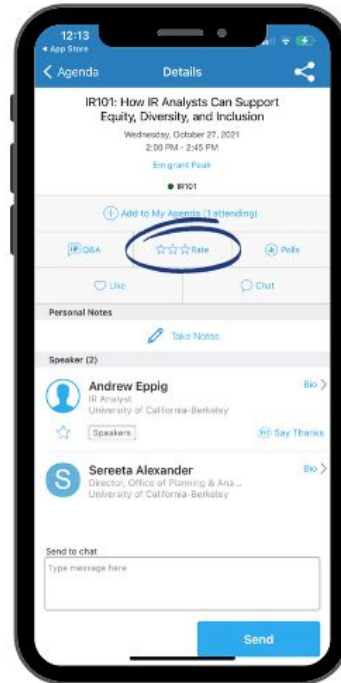 12:13
App Store
Agenda
Details
IR101: How IR Analysts Can Support
Equity, Diversity, and Inclusion
Wednesday, October 27, 2021
2:00 PM - 2:45 PM
Emigrant Peak
IR101
Add to My Agenda (1 attending)
Q&A
Rate
Polls
Like
Chat
Personal Notes
Take Notes
Speaker (2)
Andrew Eppig
Bio
IR Analyst
University of California-Berkeley
Speakers
Say Thanks
S
Sereeta Alexander
Bio
Director, Office of Planning & Ana...
University of California-Berkeley
Send to chat
Type message here
Send